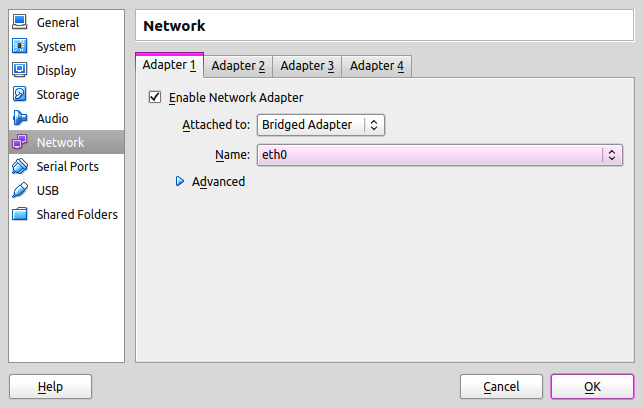 General
System
Display
Storage
Audio
Network
Serial Ports
USB
Shared Folders
Network
Adapter 1 Adapter 2 Adapter 3 Adapter 4
Enable Network Adapter
Attached to: Bridged Adapter
Name: eth0
Advanced
Help Cancel OK